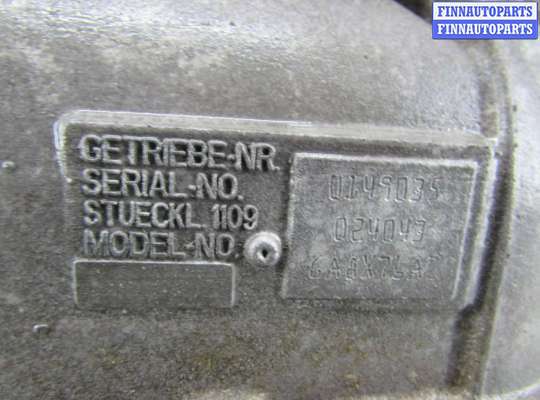 FINNAUTOPARTS
FINNAUTOPARTS
GETRIEBE-NR.
SERIAL-NO.
STUECKL. 1109
MODEL-NO.
0149035
024043